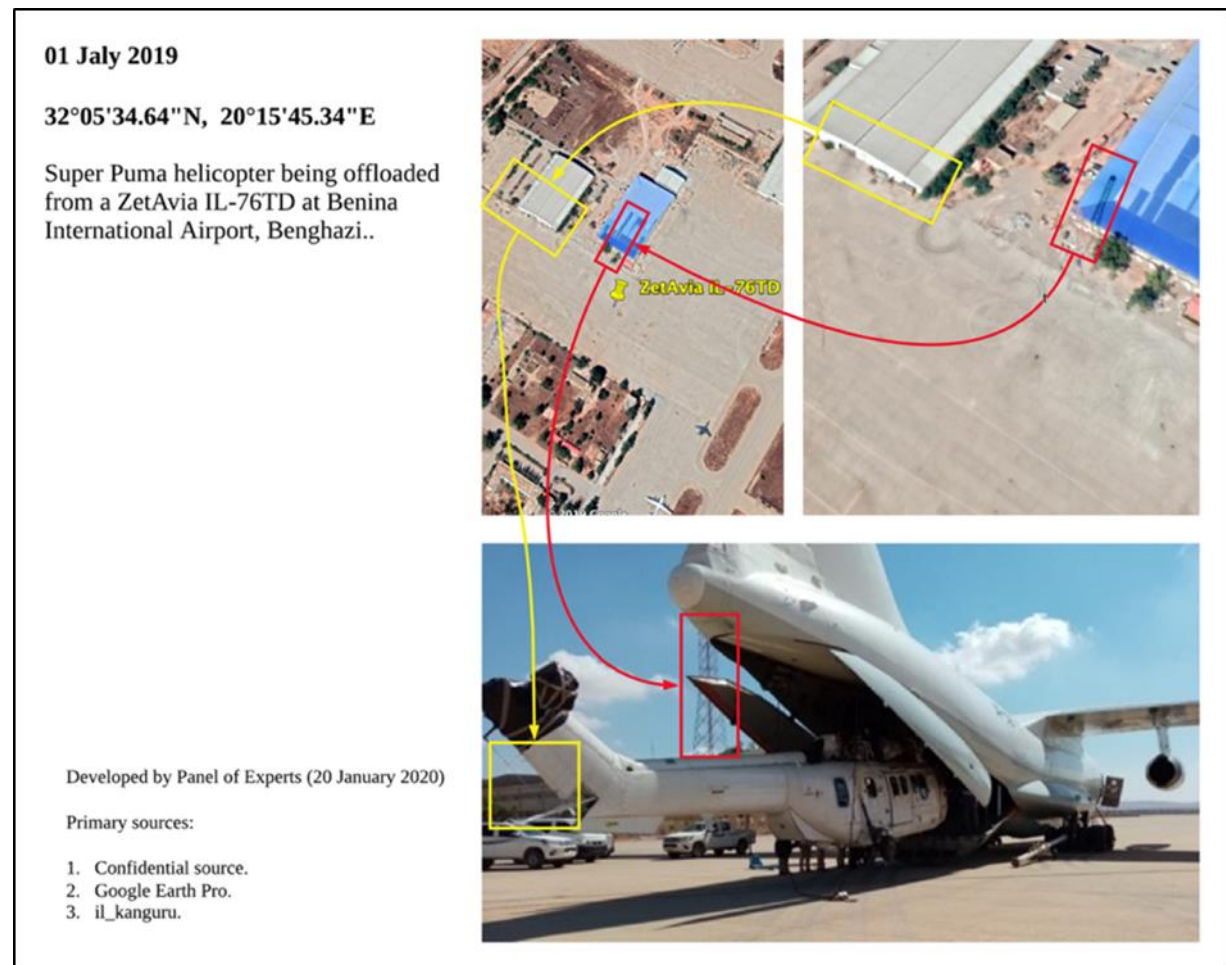 01 Jaly 2019
32°05'34.64"N, 20°15'45.34"E
Super Puma helicopter being offloaded
from a ZetAvia IL-76TD at Benina
International Airport, Benghazi..
ZetAvia IL-76TD
2019 Google
Developed by Panel of Experts (20 January 2020)
Primary sources:
1. Confidential source.
2. Google Earth Pro.
3. il_kanguru.